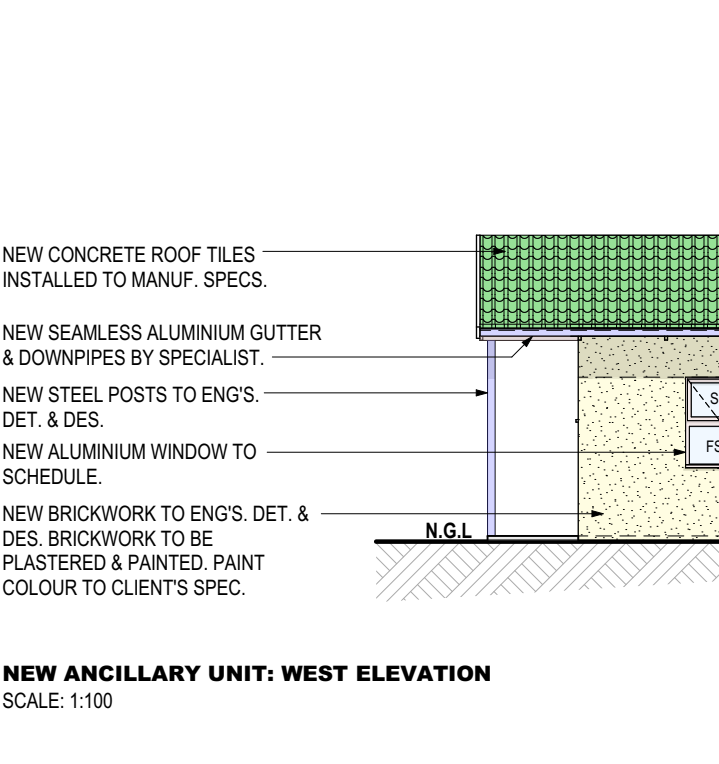 NEW CONCRETE ROOF TILES
INSTALLED TO MANUF. SPECS.
NEW SEAMLESS ALUMINIUM GUTTER
& DOWNPIPES BY SPECIALIST.
NEW STEEL POSTS TO ENG'S.
DET. & DES.
NEW ALUMINIUM WINDOW TO
SCHEDULE.
NEW BRICKWORK TO ENG'S. DET. &
DES. BRICKWORK TO BE
PLASTERED & PAINTED. PAINT
COLOUR TO CLIENT'S SPEC.
S
FS
N.G.L
NEW ANCILLARY UNIT: WEST ELEVATION
SCALE: 1:100